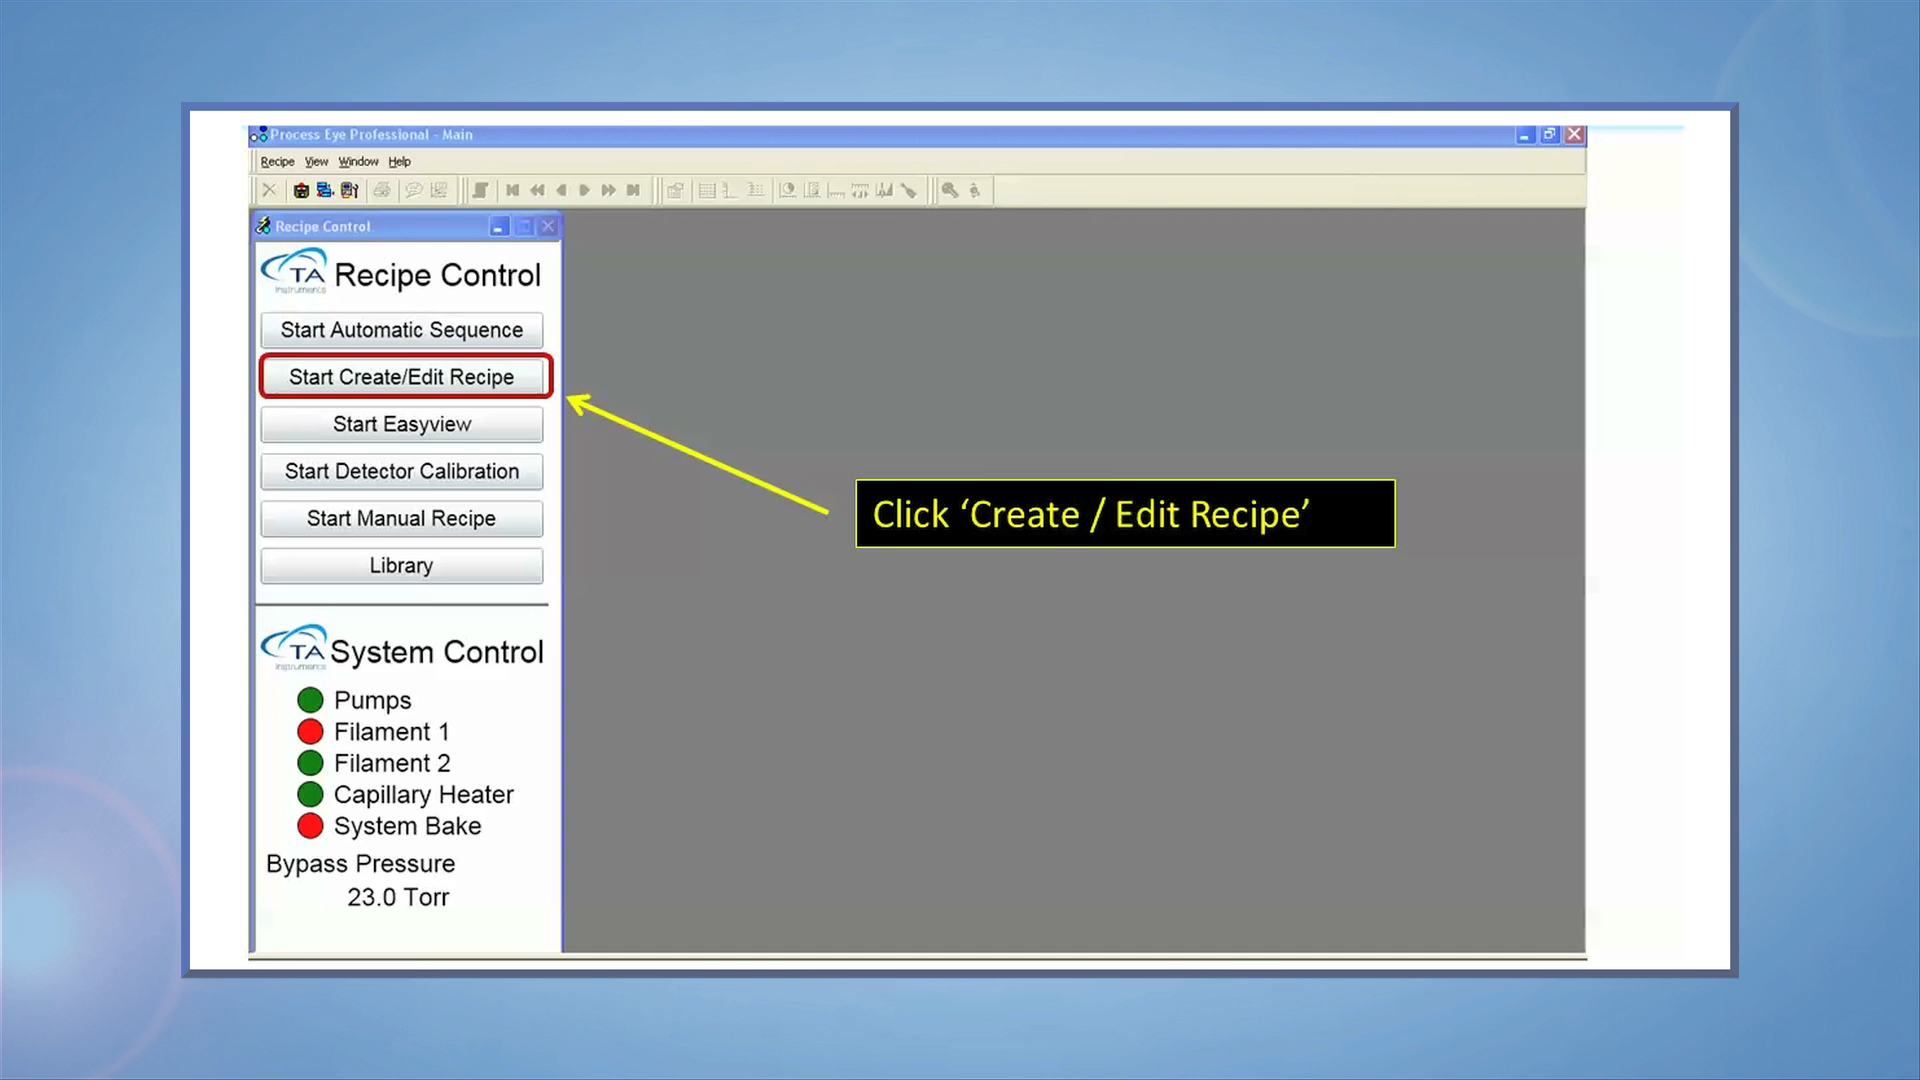 Process Eye Professional - Main
Recipe View Window Help
Recipe Control
TA Instruments
Recipe Control
Start Automatic Sequence
Start Create/Edit Recipe
Start Easyview
Start Detector Calibration
Start Manual Recipe
Library
Click ‘Create / Edit Recipe’
TA Instruments
System Control
Pumps
Filament 1
Filament 2
Capillary Heater
System Bake
Bypass Pressure
23.0 Torr